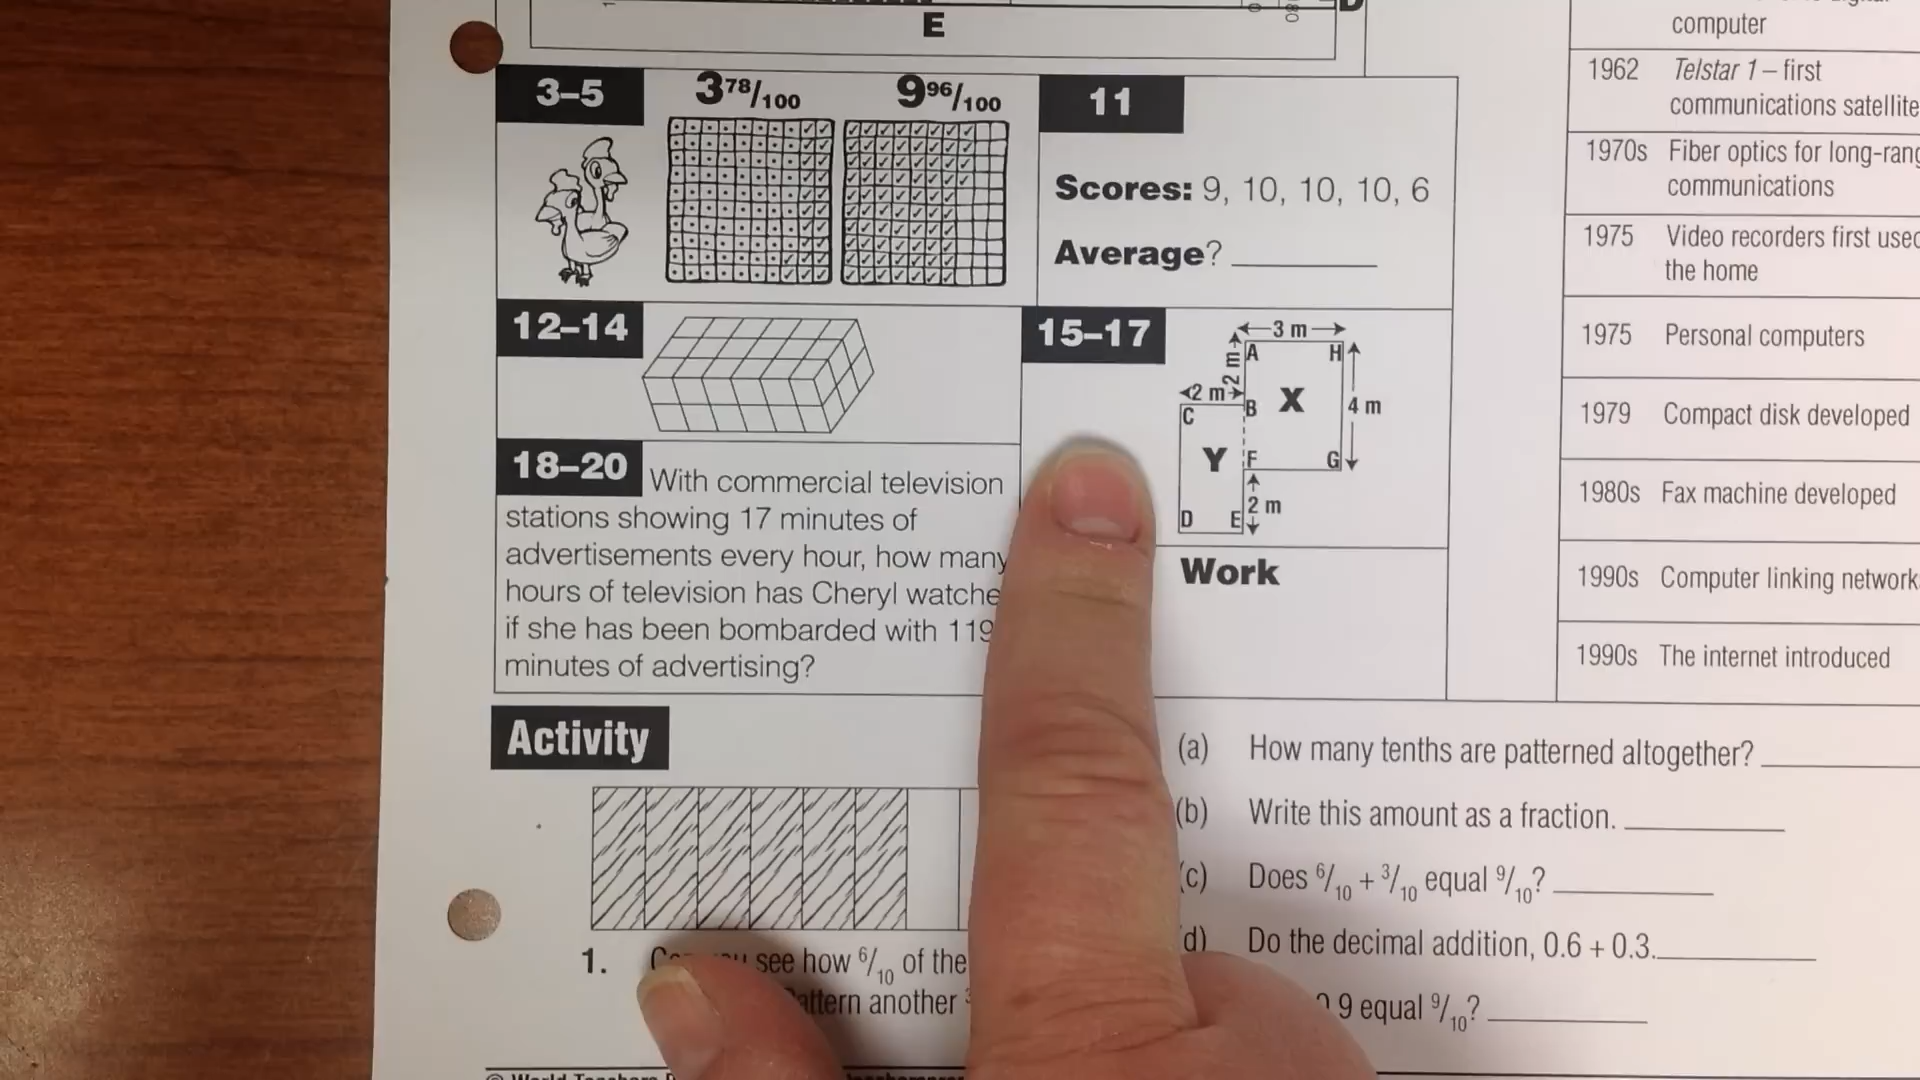 E
3–5
3 78/100
9 96/100
11
Scores: 9, 10, 10, 10, 6
Average?
12–14
15–17
3 m
2 m
A
H
2 m
B
X
4 m
C
Y
F
G
2 m
D
E
18–20
With commercial television
stations showing 17 minutes of
advertisements every hour, how many
hours of television has Cheryl
if she has been bombarded with 119
minutes of advertising?
Work
Activity
1. see how 6/10 of the
another
(a) How many tenths are patterned altogether?
(b) Write this amount as a fraction.
(c) Does 6/10 + 3/10 equal 9/10?
d) Do the decimal addition, 0.6 + 0.3.
9 equal 9/10?
computer
1962 Telstar 1 – first
communications satellite
1970s Fiber optics for
communications
1975 Video recorders first
the home
1975 Personal computers
1979 Compact disk developed
1980s Fax machine developed
1990s Computer linking
1990s The internet introduced